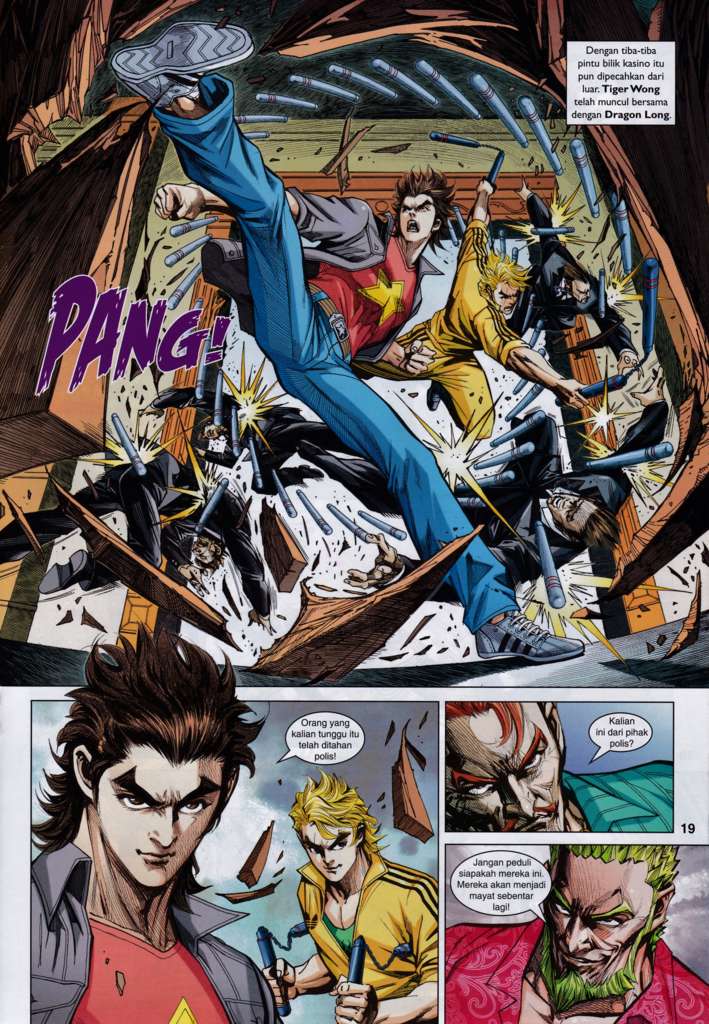 Dengan tiba-tiba
pintu bilik kasino itu
pun dipecahkan dari
luar. Tiger Wong
telah muncul bersama
dengan Dragon Long.
PANG!
Orang yang
kalian tunggu itu
telah ditahan
polis!
Kalian
ini dari pihak
polis?
19
Jangan peduli
siapakah mereka ini.
Mereka akan menjadi
mayat sebentar
lagi!